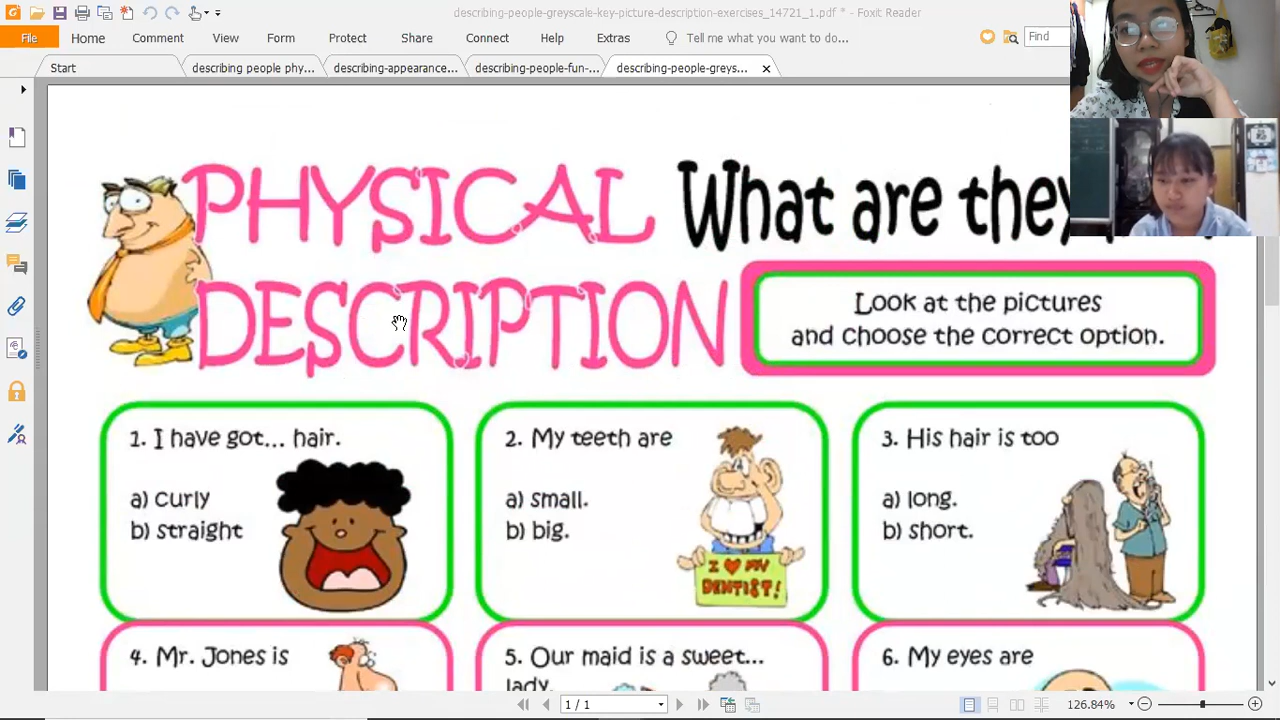 describing-people-greyscale-key-picture-description-exercises_14721_1.pdf * - Foxit Reader
File Home Comment View Form Protect Share Connect Help Extras Tell me what you want to do... Find
Start describing people phy... describing-appearance... describing-people-fun-... describing-people-greys...
PHYSICAL
DESCRIPTION
What are they
Look at the pictures
and choose the correct option.
1. I have got... hair.
a) curly
b) straight
2. My teeth are
a) small.
b) big.
I ♥ MY
DENTIST!
3. His hair is too
a) long.
b) short.
4. Mr. Jones is
5. Our maid is a sweet...
lady.
6. My eyes are
1 / 1
126.84%